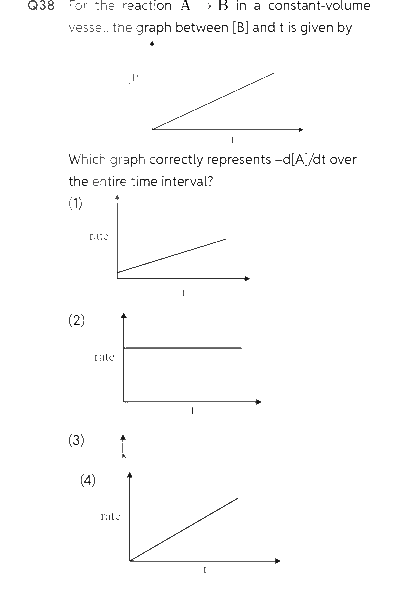 Q38 For the reaction A → B in a constant-volume
vessel, the graph between [B] and t is given by
t
Which graph correctly represents –d[A]/dt over
the entire time interval?
(1)
rate
t
(2)
rate
t
(3)
(4)
rate
t